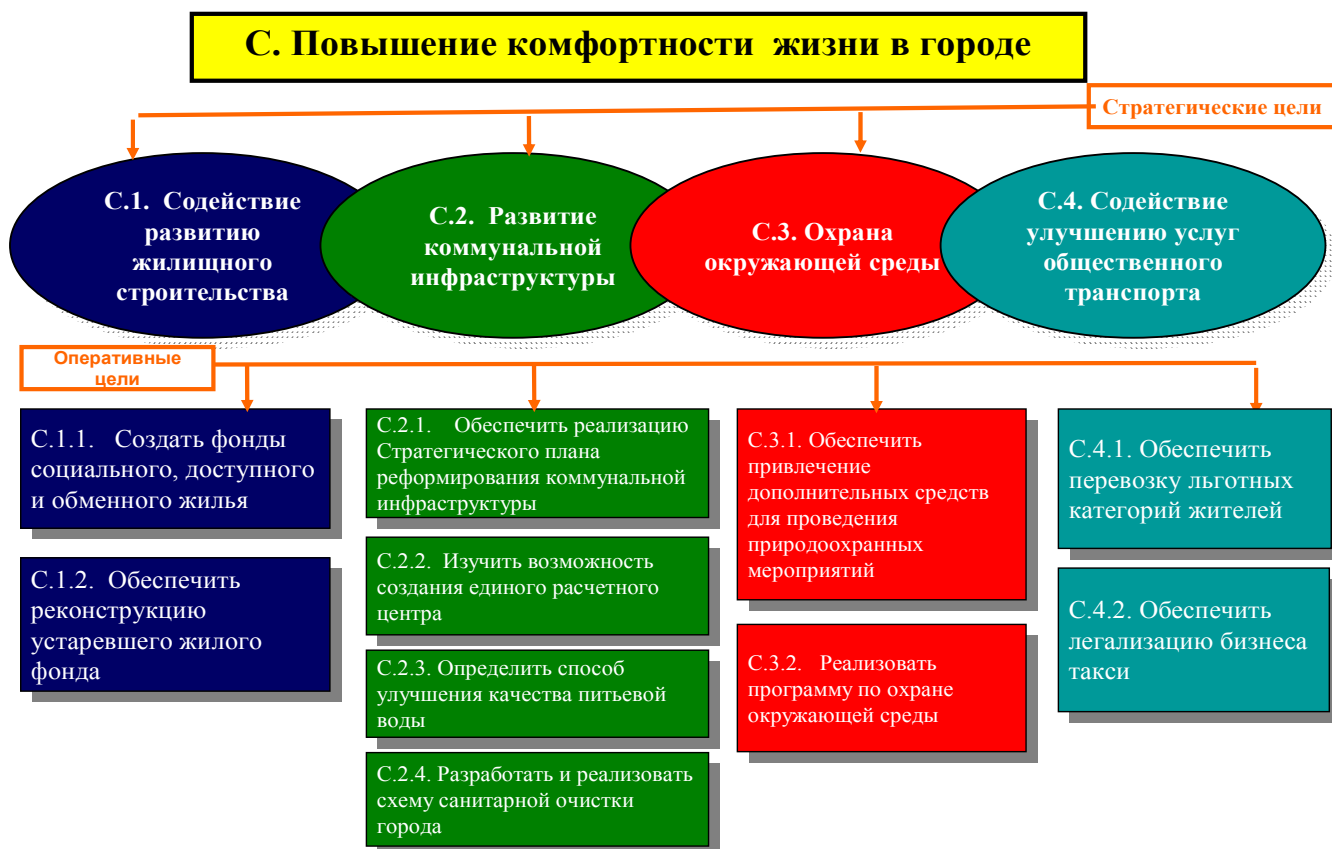 С. Повышение комфортности жизни в городе
Стратегические цели
С.1. Содействие
развитию
жилищного
строительства
С.2. Развитие
коммунальной
инфраструктуры
С.3. Охрана
окружающей среды
С.4. Содействие
улучшению услуг
общественного
транспорта
Оперативные
цели
С.1.1. Создать фонды
социального, доступного
и обменного жилья
С.1.2. Обеспечить
реконструкцию
устаревшего жилого
фонда
С.2.1. Обеспечить реализацию
Стратегического плана
реформирования коммунальной
инфраструктуры
С.2.2. Изучить возможность
создания единого расчетного
центра
С.2.3. Определить способ
улучшения качества питьевой
воды
С.2.4. Разработать и реализовать
схему санитарной очистки
города
С.3.1. Обеспечить
привлечение
дополнительных средств
для проведения
природоохранных
мероприятий
С.3.2. Реализовать
программу по охране
окружающей среды
С.4.1. Обеспечить
перевозку льготных
категорий жителей
С.4.2. Обеспечить
легализацию бизнеса
такси